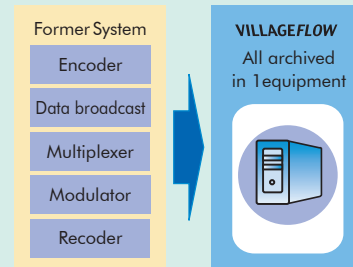 Former System
Encoder
Data broadcast
Multiplexer
Modulator
Recoder
VILLAGEFLOW
All archived
in 1equipment